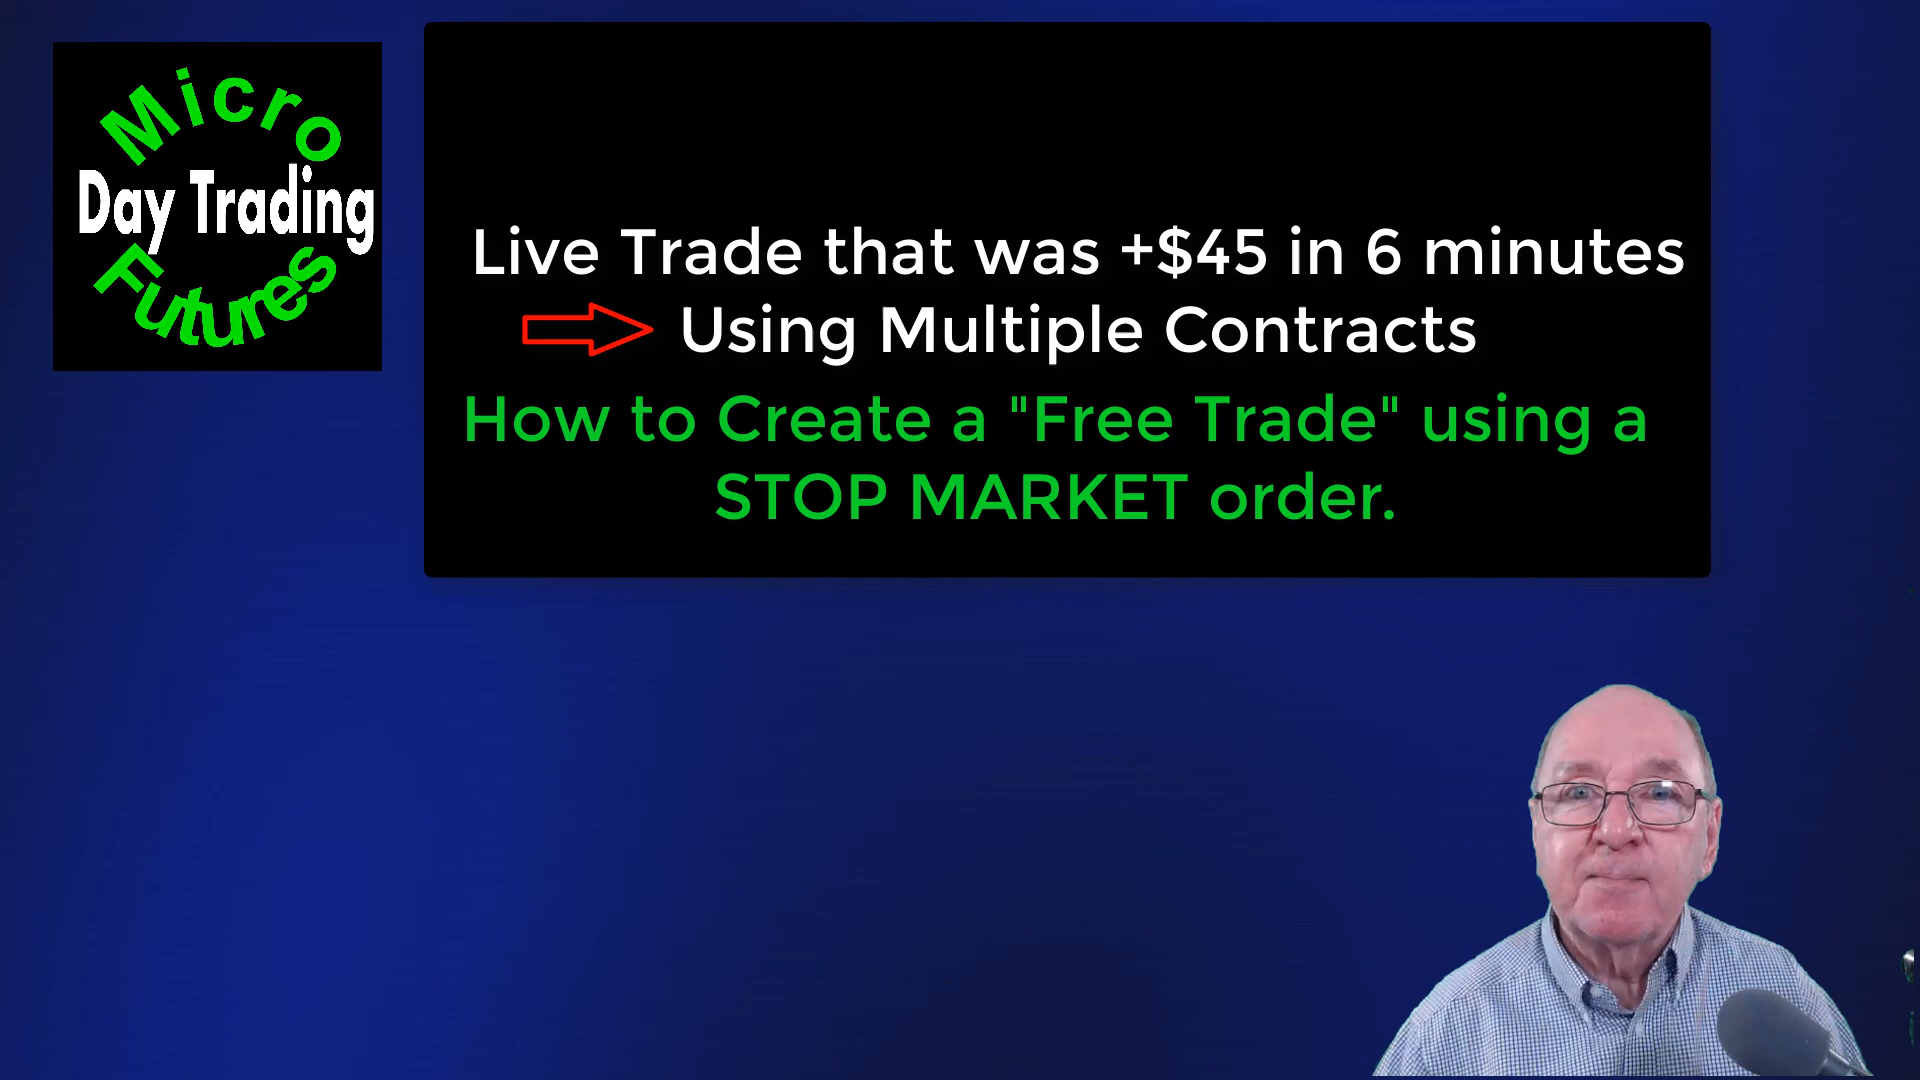 Micro
Day Trading
Futures
Live Trade that was +$45 in 6 minutes
Using Multiple Contracts
How to Create a "Free Trade" using a
STOP MARKET order.